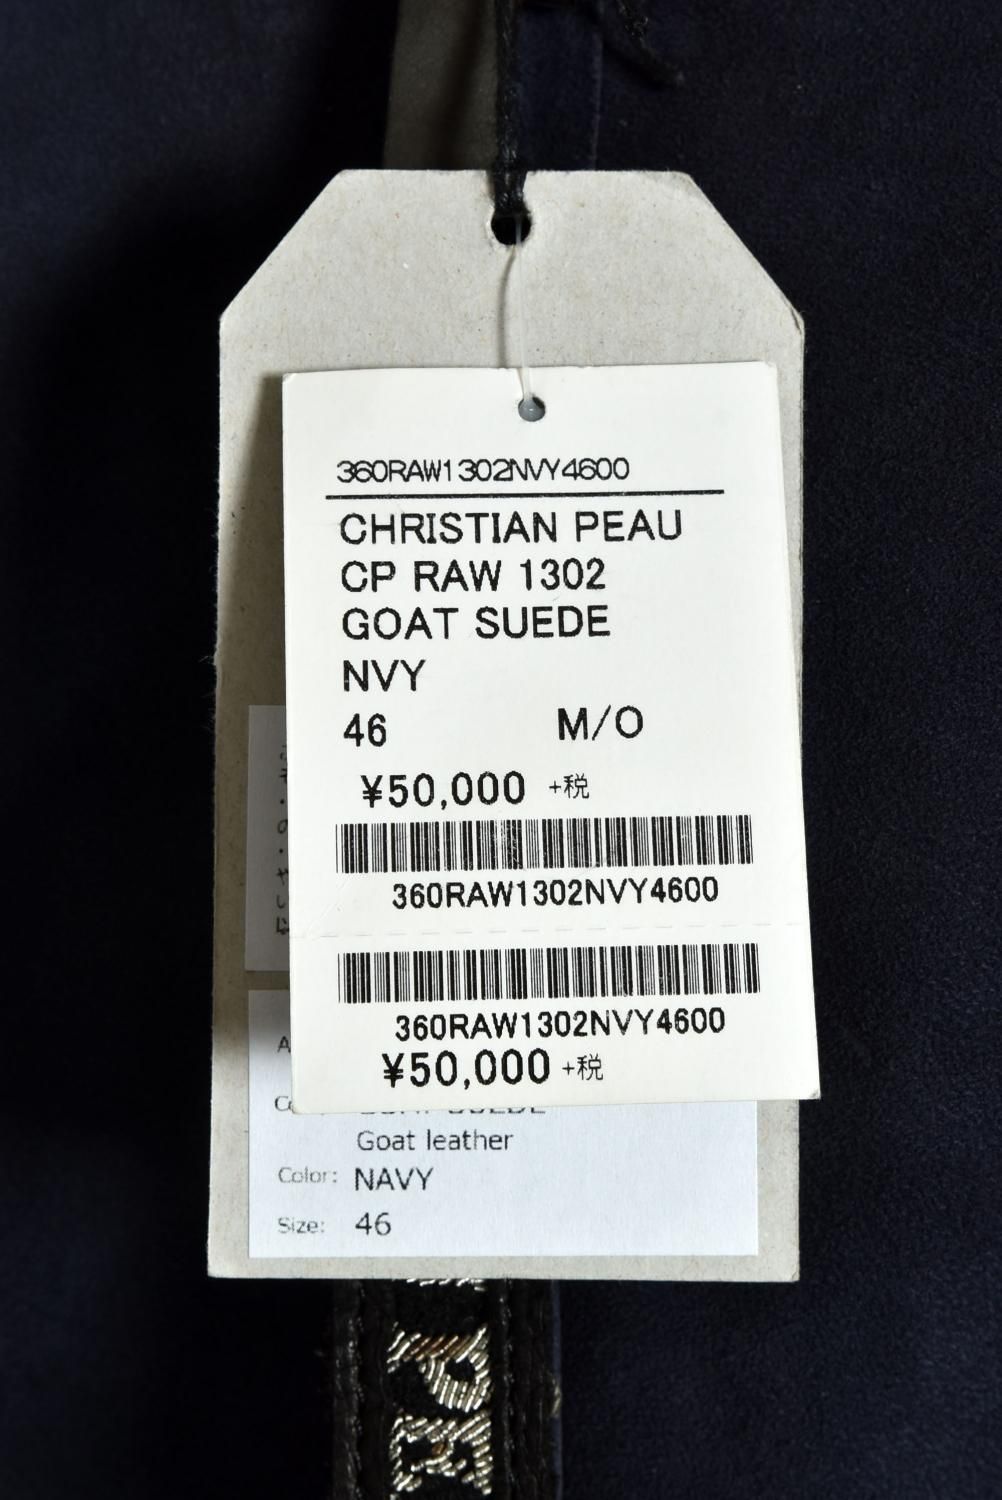 360RAW1302NVY4600
CHRISTIAN PEAU
CP RAW 1302
GOAT SUEDE
NVY
46 M/O
¥50,000 +税
360RAW1302NVY4600
360RAW1302NVY4600
¥50,000 +税
Goat leather
Color: NAVY
Size: 46